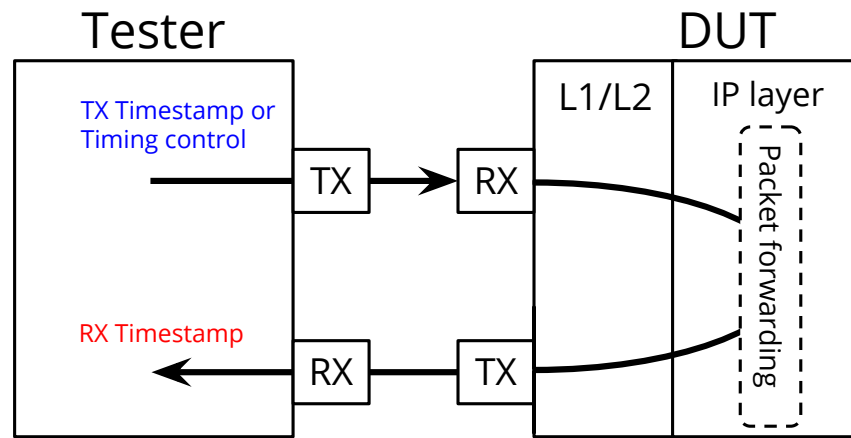 Tester
DUT
TX Timestamp or
Timing control
TX
RX
L1/L2
IP layer
Packet forwarding
RX Timestamp
RX
TX